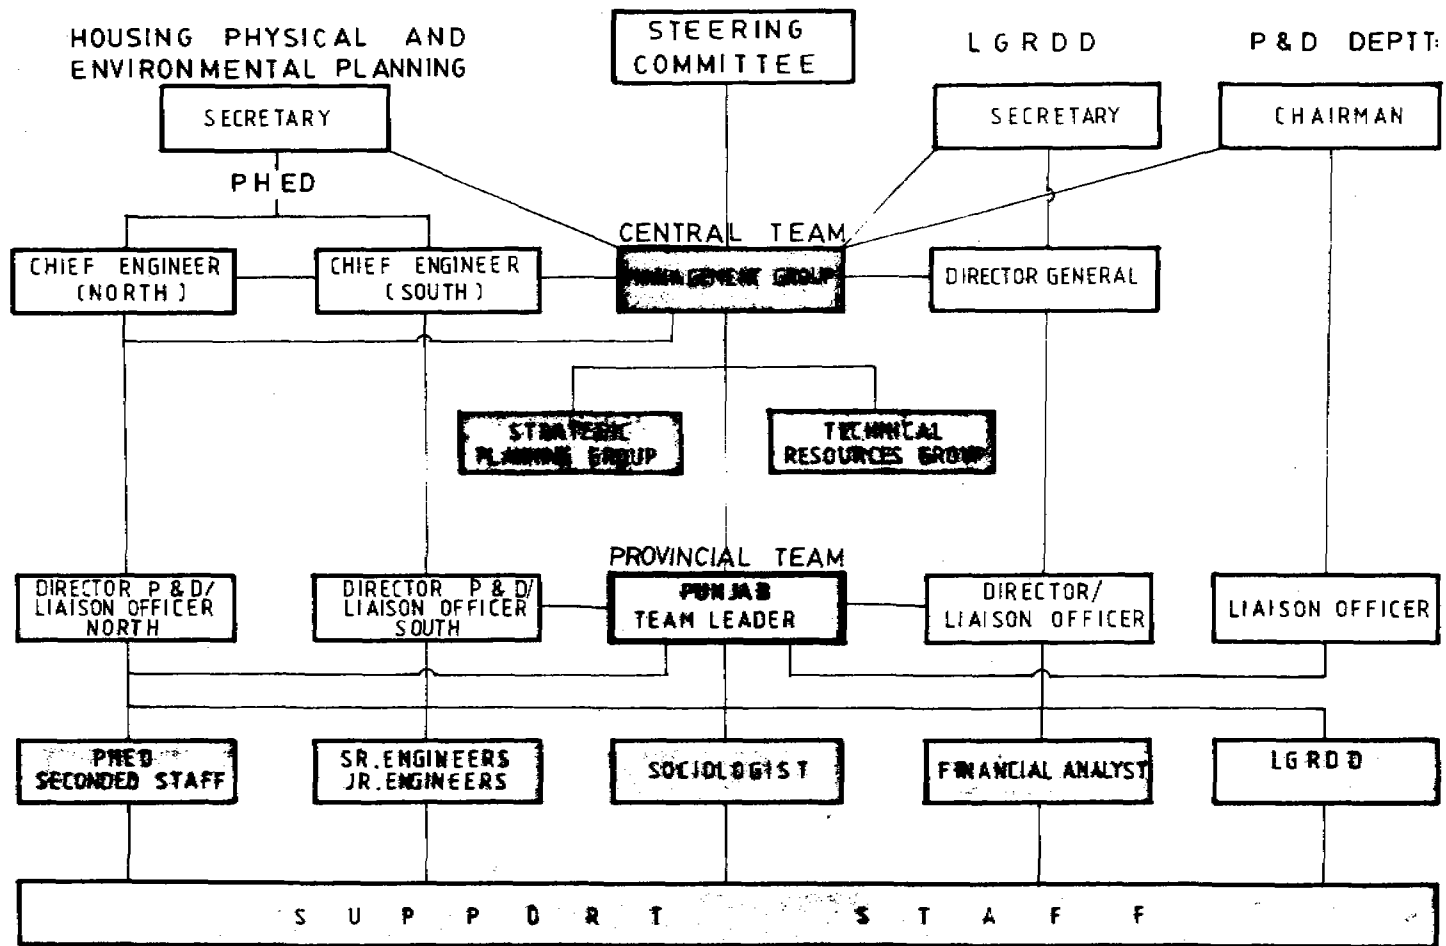 HOUSING PHYSICAL AND
ENVIRONMENTAL PLANNING
STEERING
COMMITTEE
LGRDD
P & D DEPTT:
SECRETARY
SECRETARY
CHAIRMAN
PHED
CENTRAL TEAM
CHIEF ENGINEER
(NORTH)
CHIEF ENGINEER
(SOUTH)
MANAGEMENT GROUP
DIRECTOR GENERAL
STRATEGIC
PLANNING GROUP
TECHNICAL
RESOURCES GROUP
PROVINCIAL TEAM
DIRECTOR P & D/
LIAISON OFFICER
NORTH
DIRECTOR P & D/
LIAISON OFFICER
SOUTH
PUNJAB
TEAM LEADER
DIRECTOR/
LIAISON OFFICER
LIAISON OFFICER
PHED
SECONDED STAFF
SR. ENGINEERS
JR. ENGINEERS
SOCIOLOGIST
FINANCIAL ANALYST
LGRDD
SUPPORT STAFF